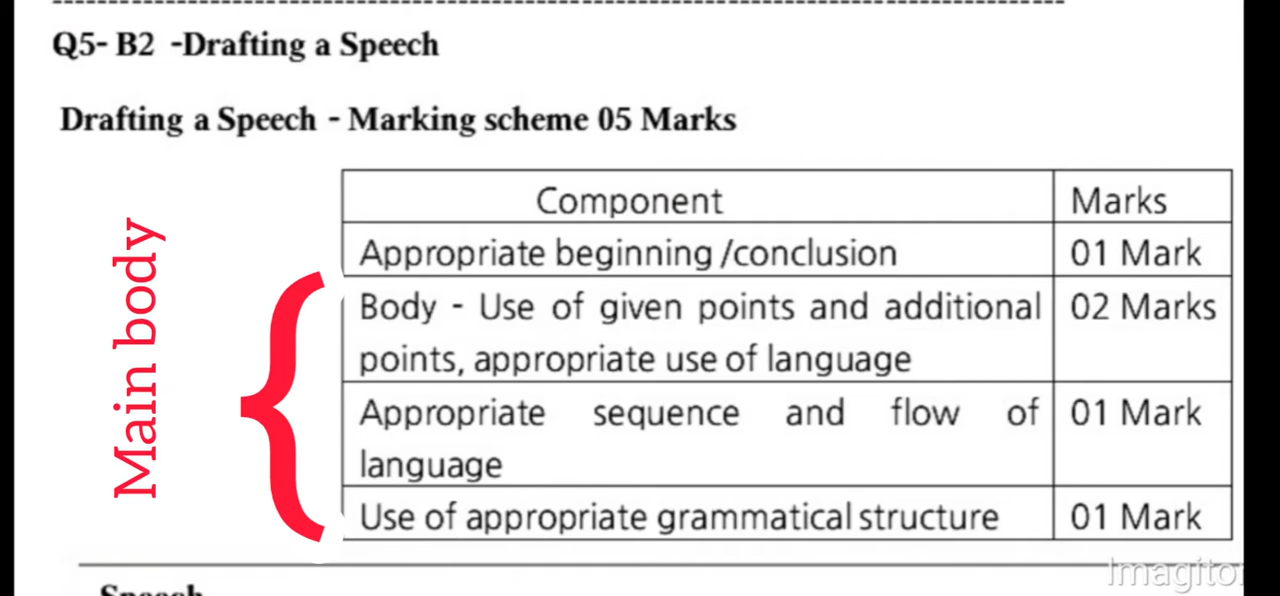 Q5- B2 -Drafting a Speech
Drafting a Speech - Marking scheme 05 Marks
Main body
Component Marks
Appropriate beginning /conclusion 01 Mark
Body - Use of given points and additional 02 Marks
points, appropriate use of language
Appropriate sequence and flow of 01 Mark
language
Use of appropriate grammatical structure 01 Mark